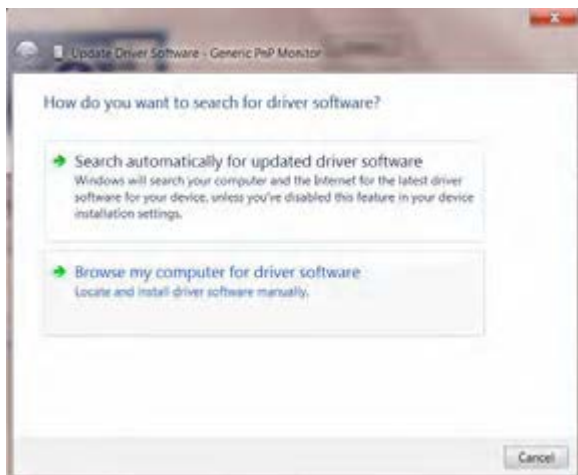 Update Driver Software - Generic PnP Monitor
How do you want to search for driver software?
Search automatically for updated driver software
Windows will search your computer and the Internet for the latest driver
software for your device, unless you've disabled this feature in your device
installation settings.
Browse my computer for driver software
Locate and install driver software manually.
Cancel